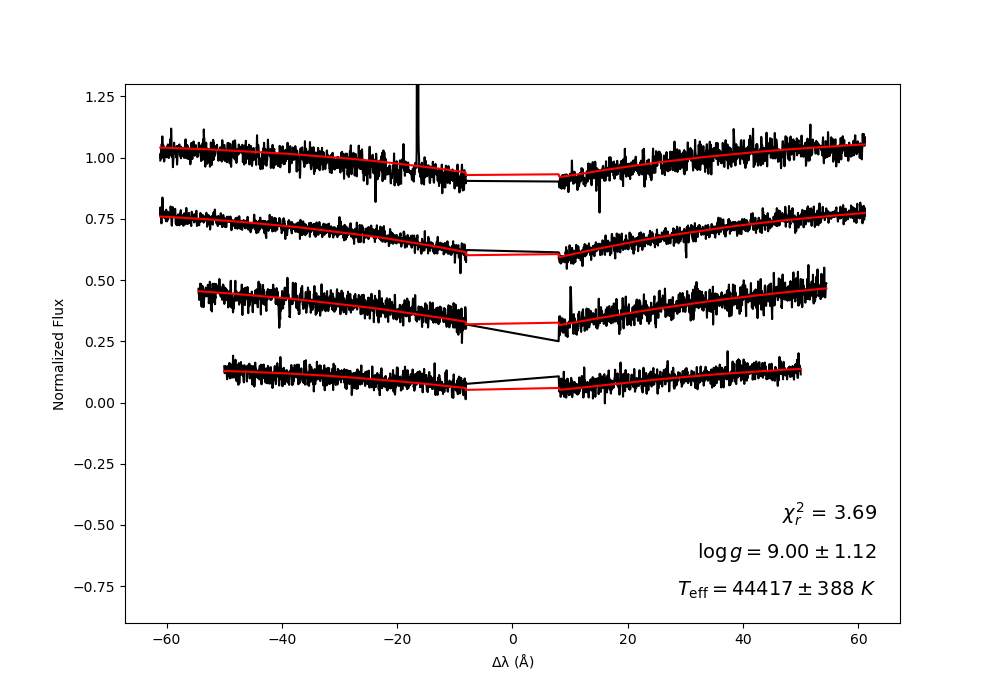 1.25
1.00
0.75
0.50
0.25
0.00
−0.25
−0.50
−0.75
Normalized Flux
χ²ᵣ = 3.69
log g = 9.00 ± 1.12
T_eff = 44417 ± 388 K
−60 −40 −20 0 20 40 60
Δλ (Å)